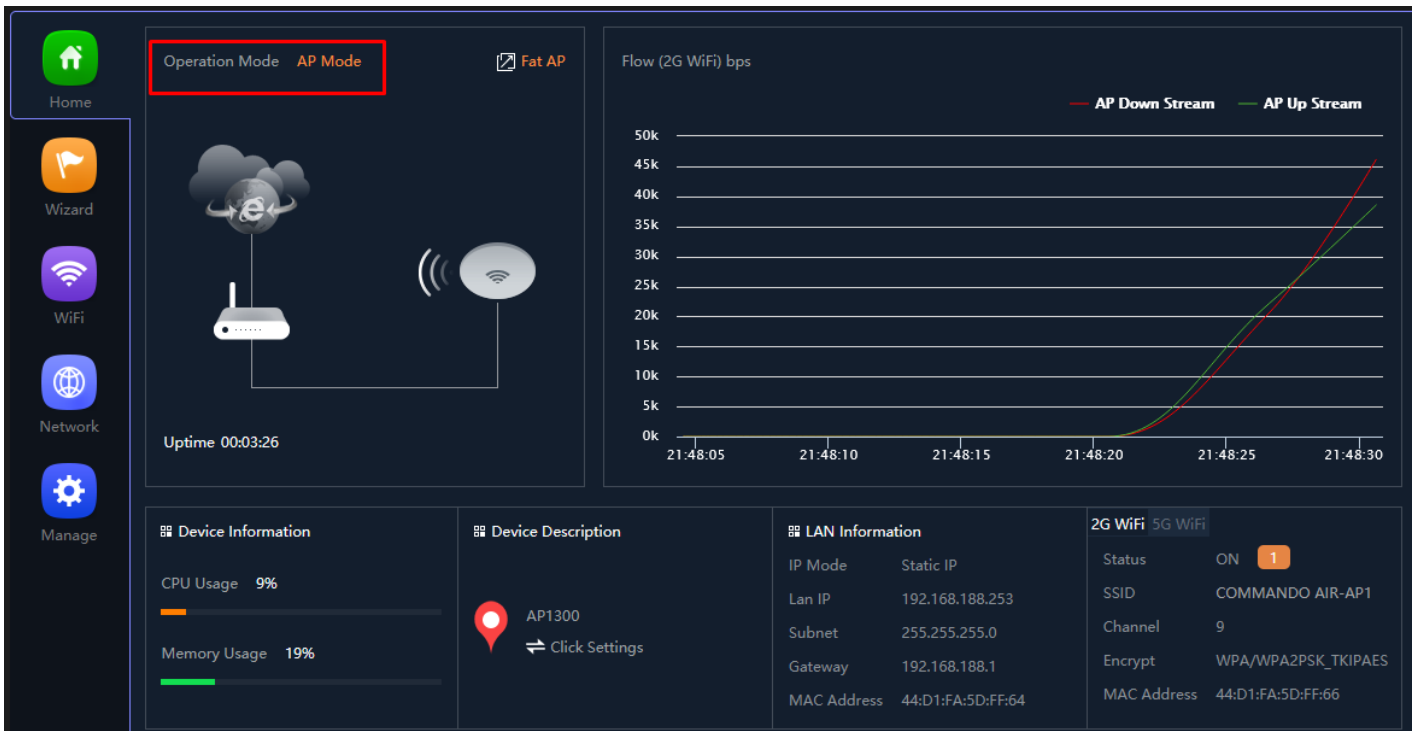 Home
Wizard
WiFi
Network
Manage
Operation Mode AP Mode
Fat AP
Uptime 00:03:26
Flow (2G WiFi) bps
AP Down Stream AP Up Stream
50k
45k
40k
35k
30k
25k
20k
15k
10k
5k
0k
21:48:05 21:48:10 21:48:15 21:48:20 21:48:25 21:48:30
Device Information
CPU Usage 9%
Memory Usage 19%
Device Description
AP1300
Click Settings
LAN Information
IP Mode Static IP
Lan IP 192.168.188.253
Subnet 255.255.255.0
Gateway 192.168.188.1
MAC Address 44:D1:FA:5D:FF:64
2G WiFi 5G WiFi
Status ON 1
SSID COMMANDO AIR-AP1
Channel 9
Encrypt WPA/WPA2PSK_TKIPAES
MAC Address 44:D1:FA:5D:FF:66